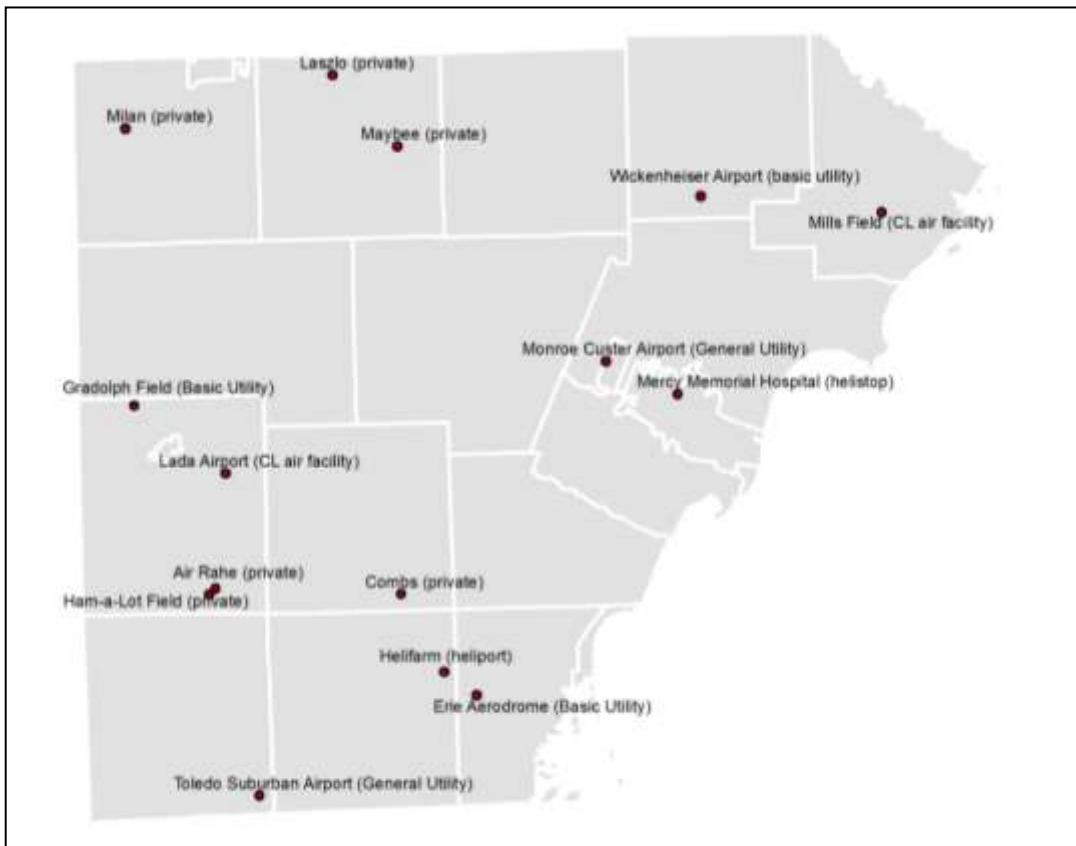 Laszlo (private)
Milan (private)
Maybee (private)
Wickenheiser Airport (basic utility)
Mills Field (CL air facility)
Monroe Custer Airport (General Utility)
Mercy Memorial Hospital (helistop)
Gradolph Field (Basic Utility)
Lada Airport (CL air facility)
Air Rahe (private)
Combs (private)
Ham-a-Lot Field (private)
Helifarm (heliport)
Erie Aerodrome (Basic Utility)
Toledo Suburban Airport (General Utility)